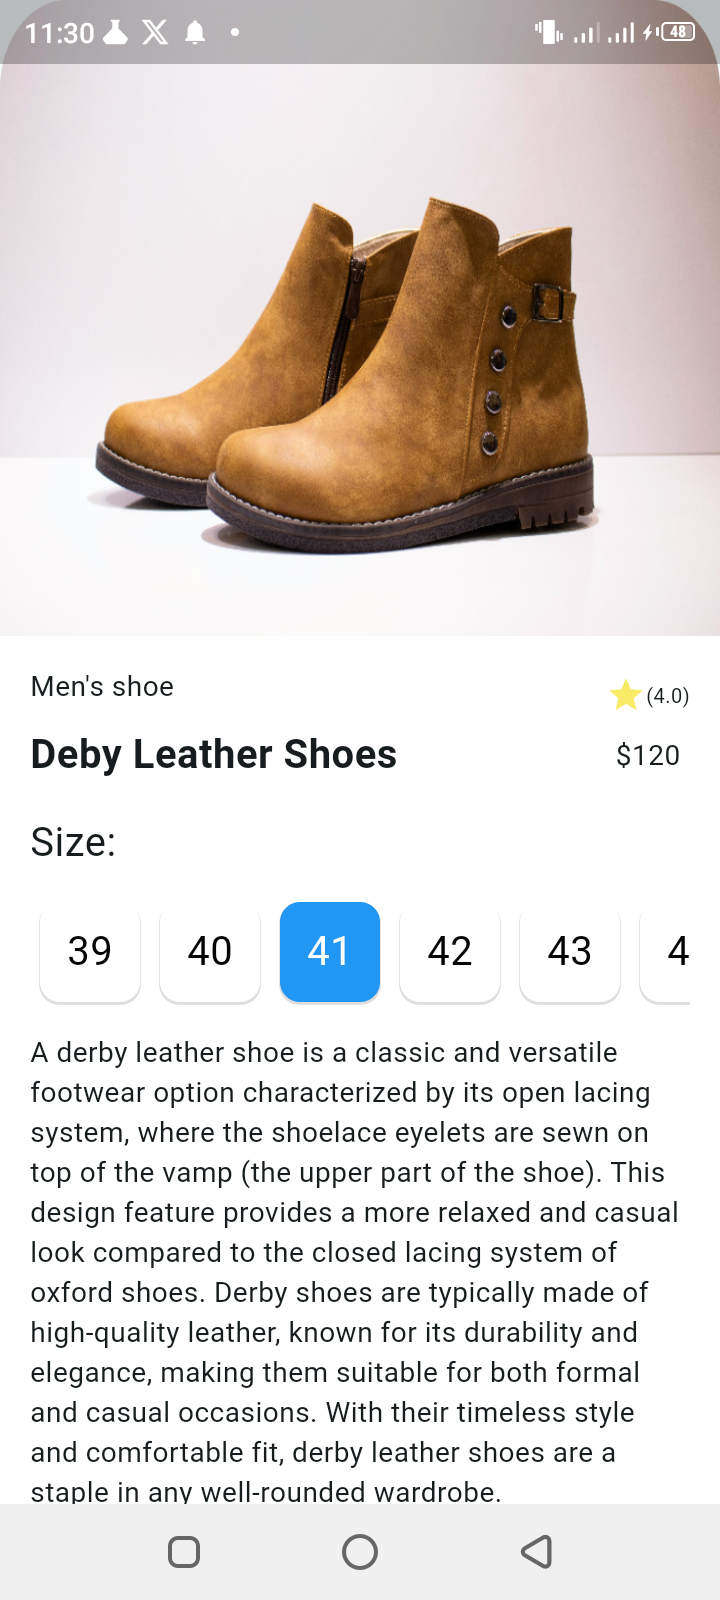 11:30
48
Men's shoe
(4.0)
Deby Leather Shoes
$120
Size:
39 40 41 42 43 4
A derby leather shoe is a classic and versatile
footwear option characterized by its open lacing
system, where the shoelace eyelets are sewn on
top of the vamp (the upper part of the shoe). This
design feature provides a more relaxed and casual
look compared to the closed lacing system of
oxford shoes. Derby shoes are typically made of
high-quality leather, known for its durability and
elegance, making them suitable for both formal
and casual occasions. With their timeless style
and comfortable fit, derby leather shoes are a
staple in any well-rounded wardrobe.